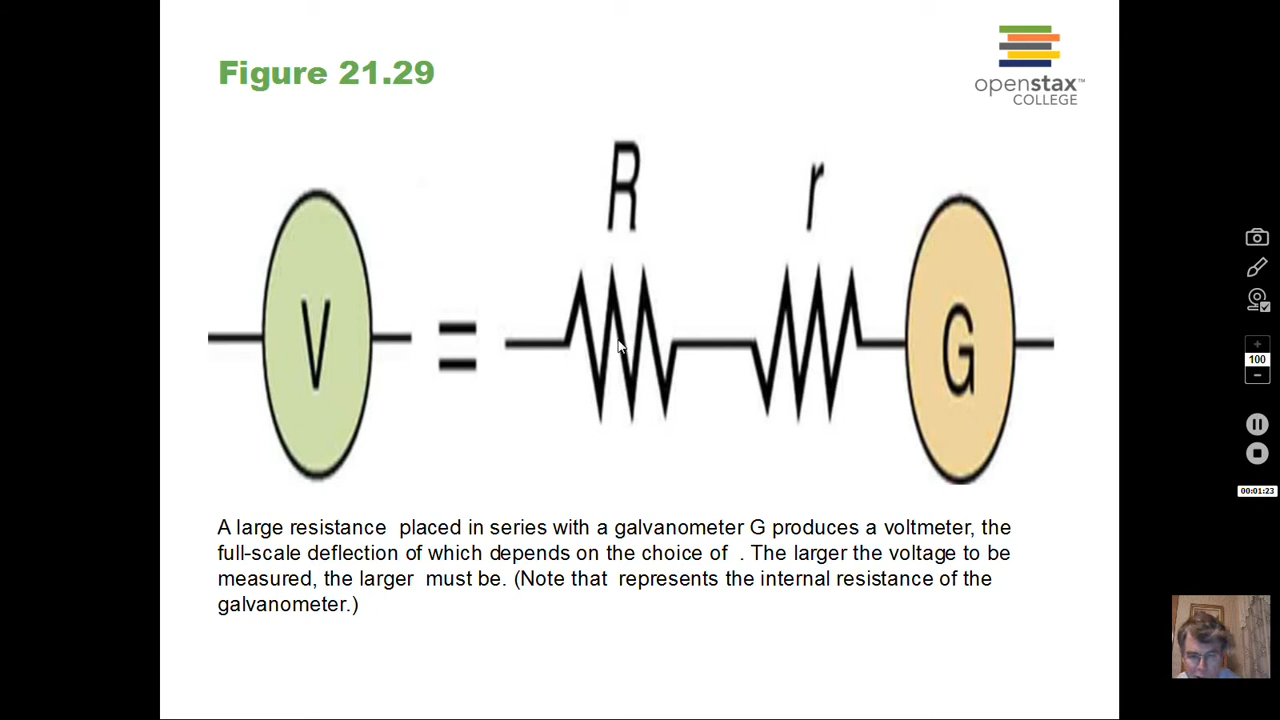 Figure 21.29
openstax™
COLLEGE
R
r
V
=
G
A large resistance  placed in series with a galvanometer G produces a voltmeter, the
full-scale deflection of which depends on the choice of  . The larger the voltage to be
measured, the larger  must be. (Note that  represents the internal resistance of the
galvanometer.)
+
100
-
00:01:23